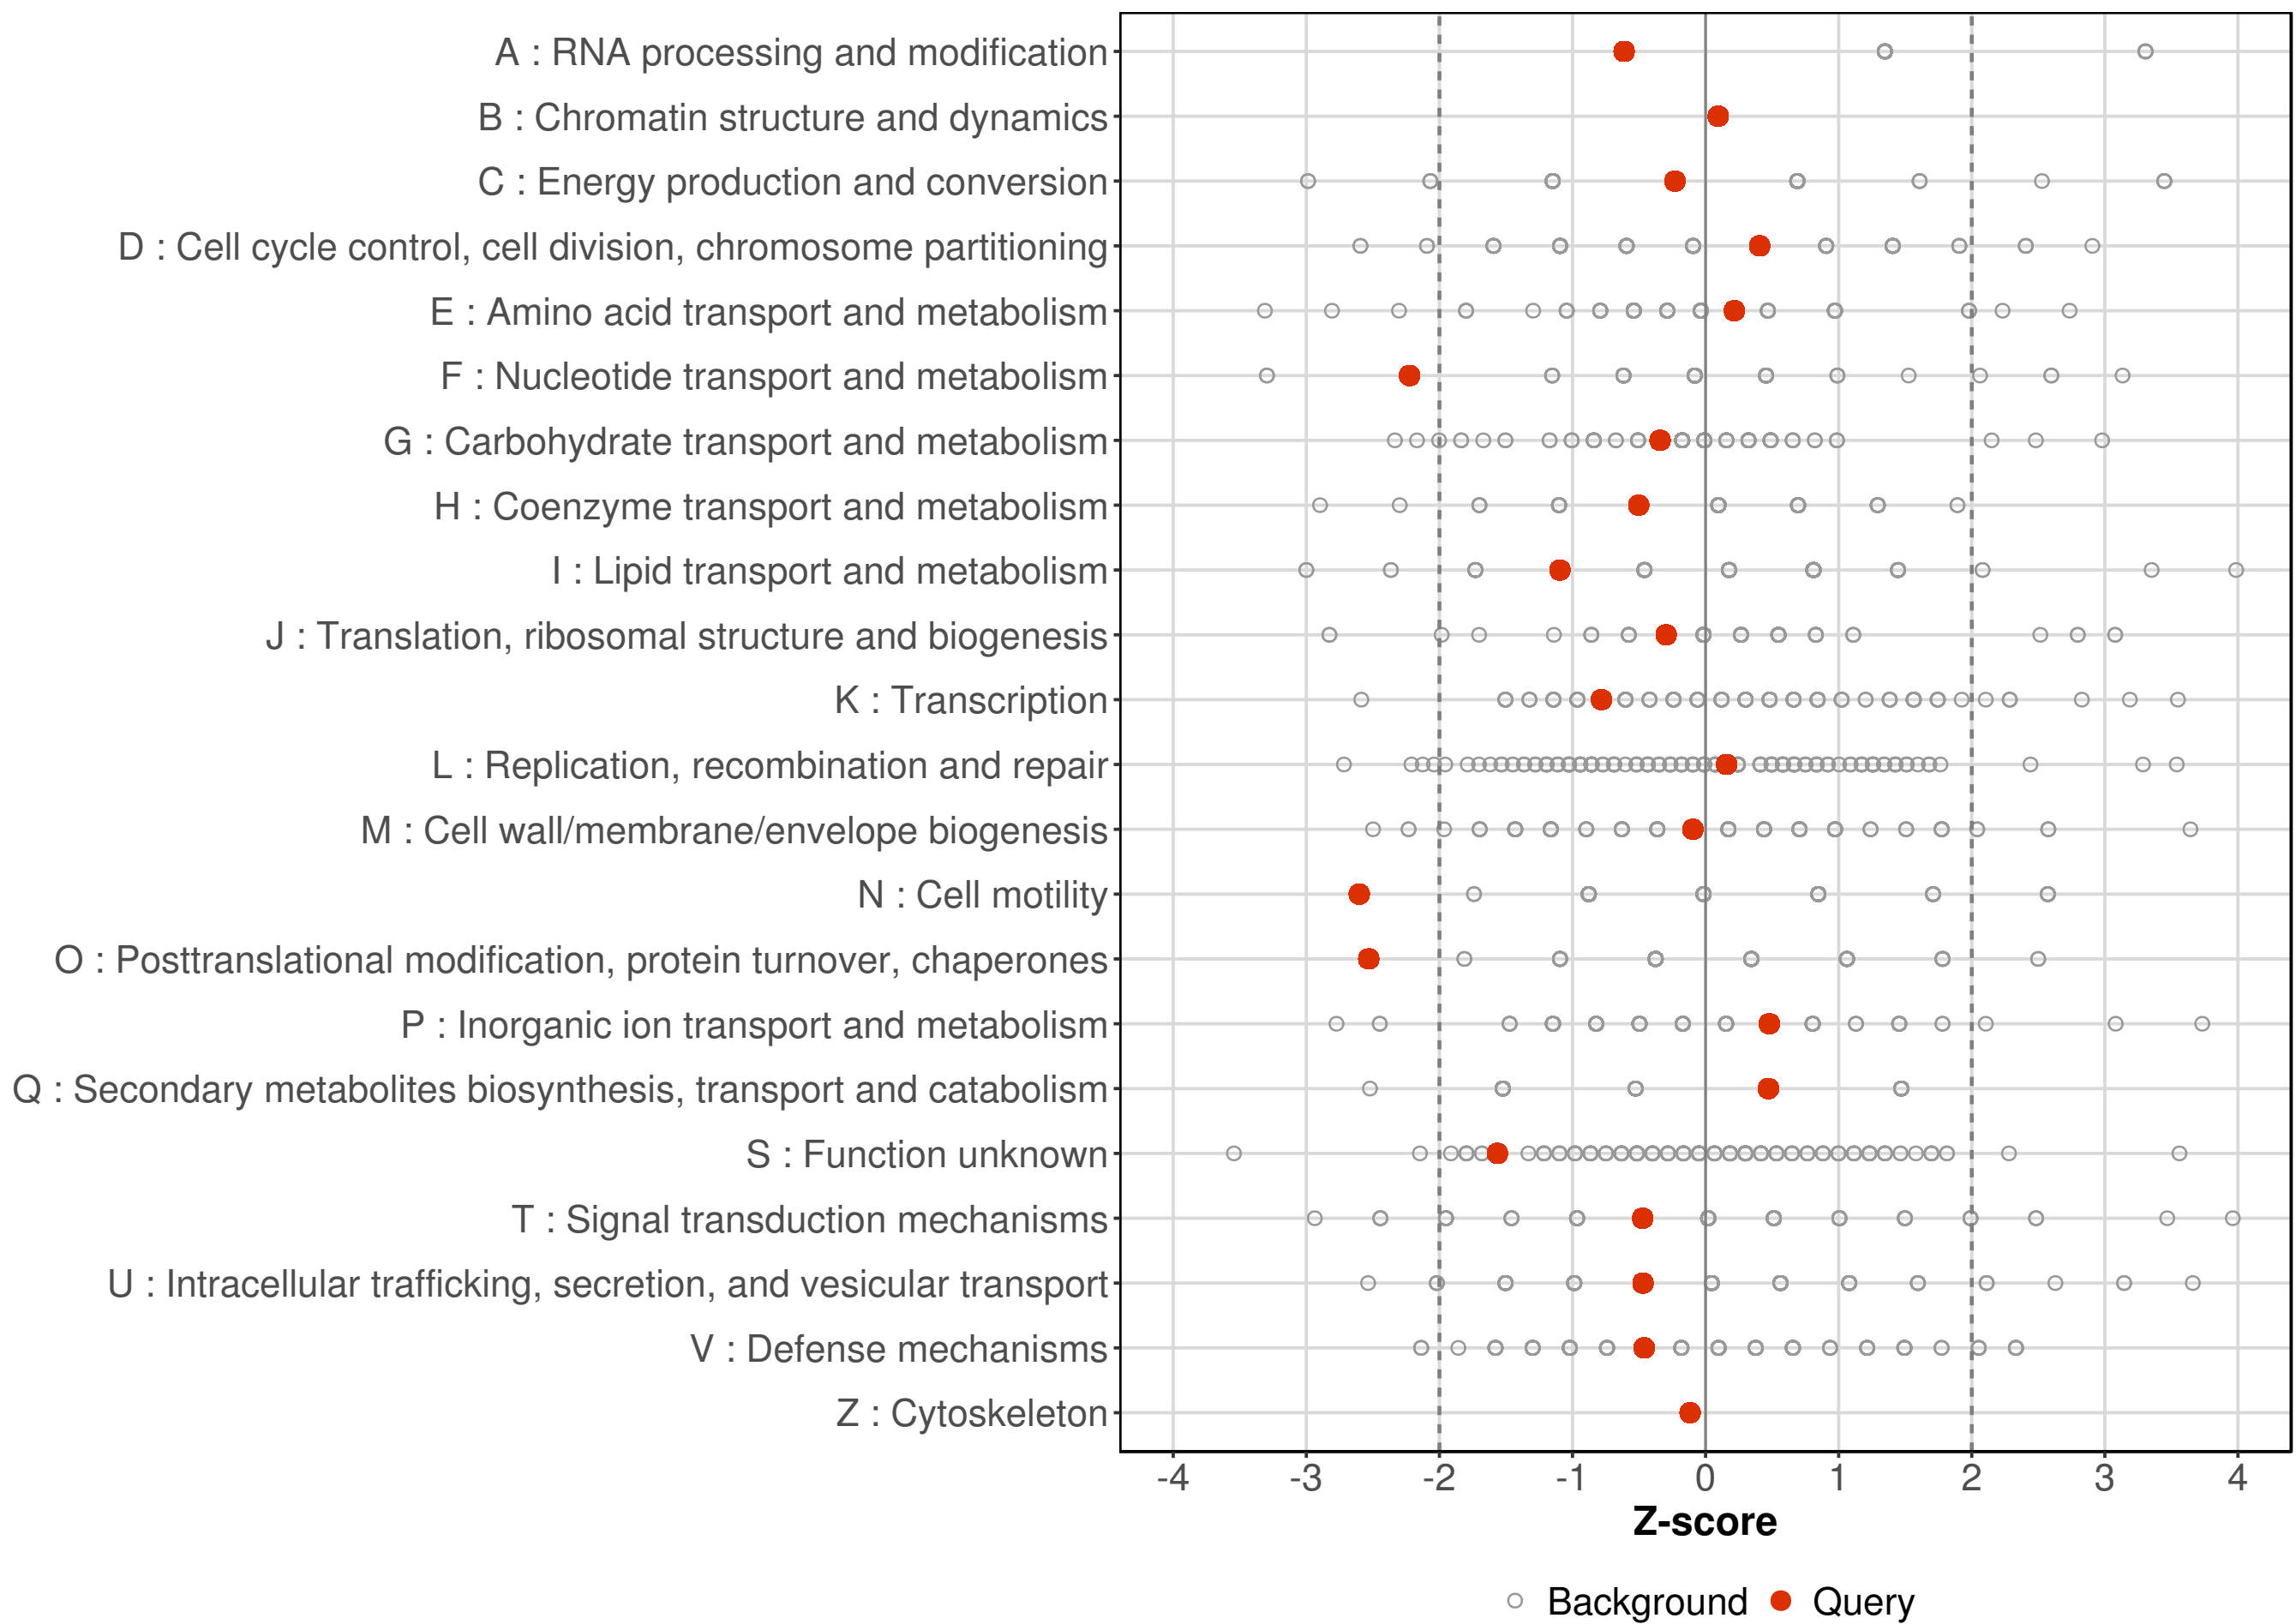 A : RNA processing and modification
B : Chromatin structure and dynamics
C : Energy production and conversion
D : Cell cycle control, cell division, chromosome partitioning
E : Amino acid transport and metabolism
F : Nucleotide transport and metabolism
G : Carbohydrate transport and metabolism
H : Coenzyme transport and metabolism
I : Lipid transport and metabolism
J : Translation, ribosomal structure and biogenesis
K : Transcription
L : Replication, recombination and repair
M : Cell wall/membrane/envelope biogenesis
N : Cell motility
O : Posttranslational modification, protein turnover, chaperones
P : Inorganic ion transport and metabolism
Q : Secondary metabolites biosynthesis, transport and catabolism
S : Function unknown
T : Signal transduction mechanisms
U : Intracellular trafficking, secretion, and vesicular transport
V : Defense mechanisms
Z : Cytoskeleton
-4 -3 -2 -1 0 1 2 3 4
Z-score
Background Query